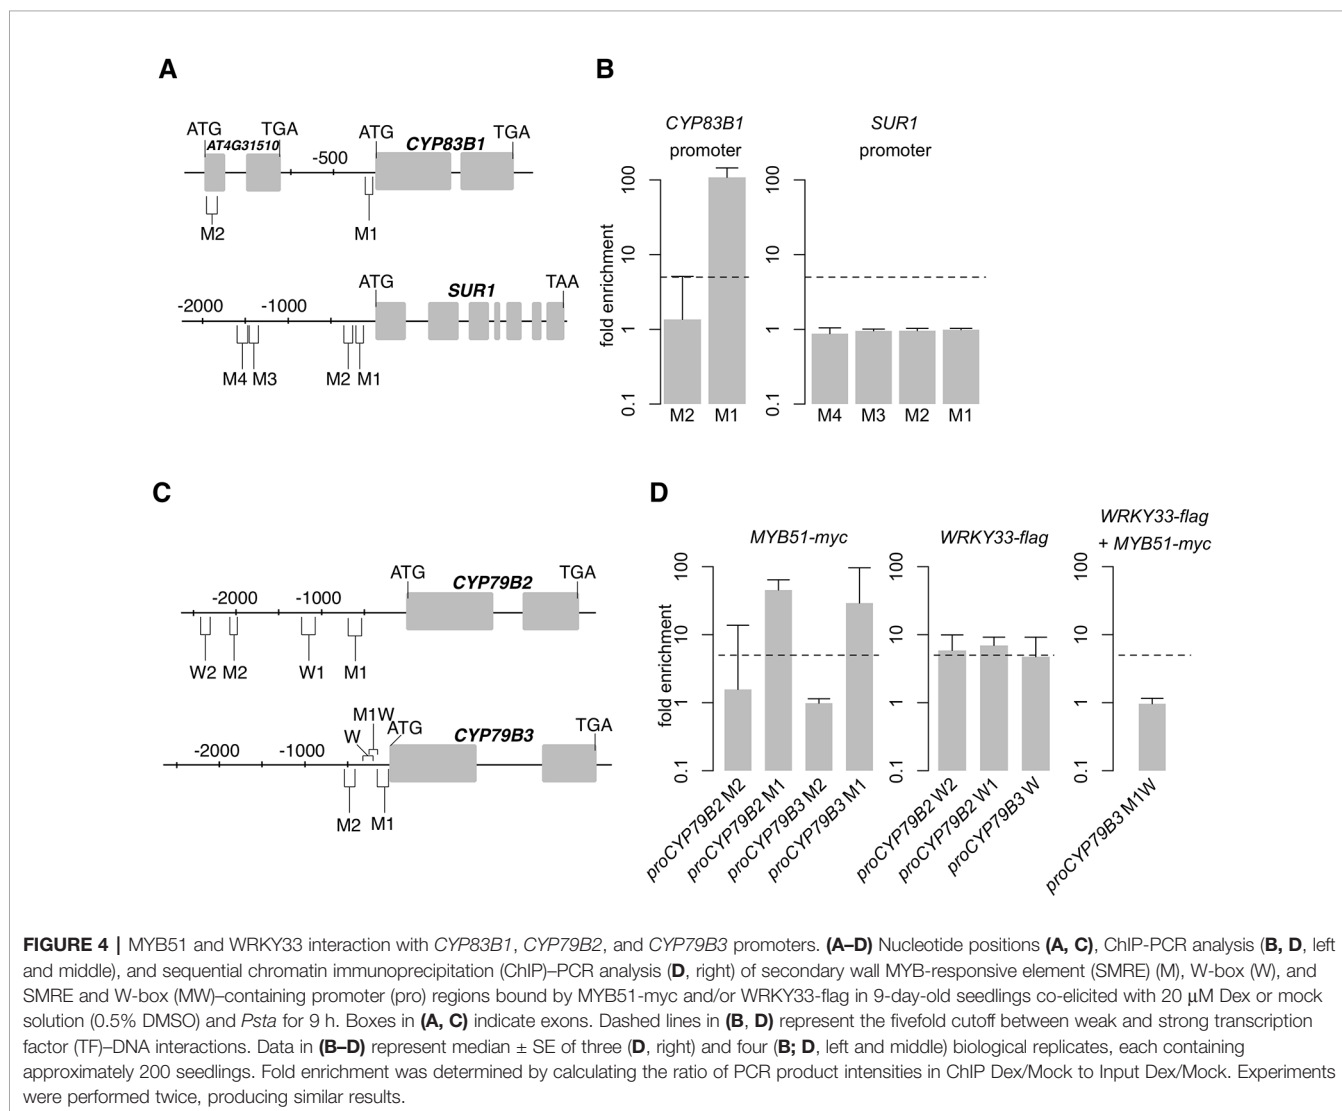 A
ATG TGA ATG TGA
AT4G31510 CYP83B1
-500
M2 M1
ATG TAA
SUR1
-2000 -1000
M4 M3 M2 M1
B
CYP83B1
promoter
SUR1
promoter
fold enrichment
100
10
1
0.1
M2 M1
100
10
1
0.1
M4 M3 M2 M1
C
ATG TGA
CYP79B2
-2000 -1000
W2 M2 W1 M1
M1W
W ATG TGA
CYP79B3
-2000 -1000
M2 M1
D
MYB51-myc
WRKY33-flag
WRKY33-flag
+ MYB51-myc
fold enrichment
100
10
1
0.1
proCYP79B2 M2
proCYP79B2 M1
proCYP79B3 M2
proCYP79B3 M1
100
10
1
0.1
proCYP79B2 W2
proCYP79B2 W1
proCYP79B3 W
100
10
1
0.1
proCYP79B3 M1W
FIGURE 4 | MYB51 and WRKY33 interaction with CYP83B1, CYP79B2, and CYP79B3 promoters. (A–D) Nucleotide positions (A, C), ChIP-PCR analysis (B, D, left
and middle), and sequential chromatin immunoprecipitation (ChIP)–PCR analysis (D, right) of secondary wall MYB-responsive element (SMRE) (M), W-box (W), and
SMRE and W-box (MW)–containing promoter (pro) regions bound by MYB51-myc and/or WRKY33-flag in 9-day-old seedlings co-elicited with 20 μM Dex or mock
solution (0.5% DMSO) and Psta for 9 h. Boxes in (A, C) indicate exons. Dashed lines in (B, D) represent the fivefold cutoff between weak and strong transcription
factor (TF)–DNA interactions. Data in (B–D) represent median ± SE of three (D, right) and four (B; D, left and middle) biological replicates, each containing
approximately 200 seedlings. Fold enrichment was determined by calculating the ratio of PCR product intensities in ChIP Dex/Mock to Input Dex/Mock. Experiments
were performed twice, producing similar results.